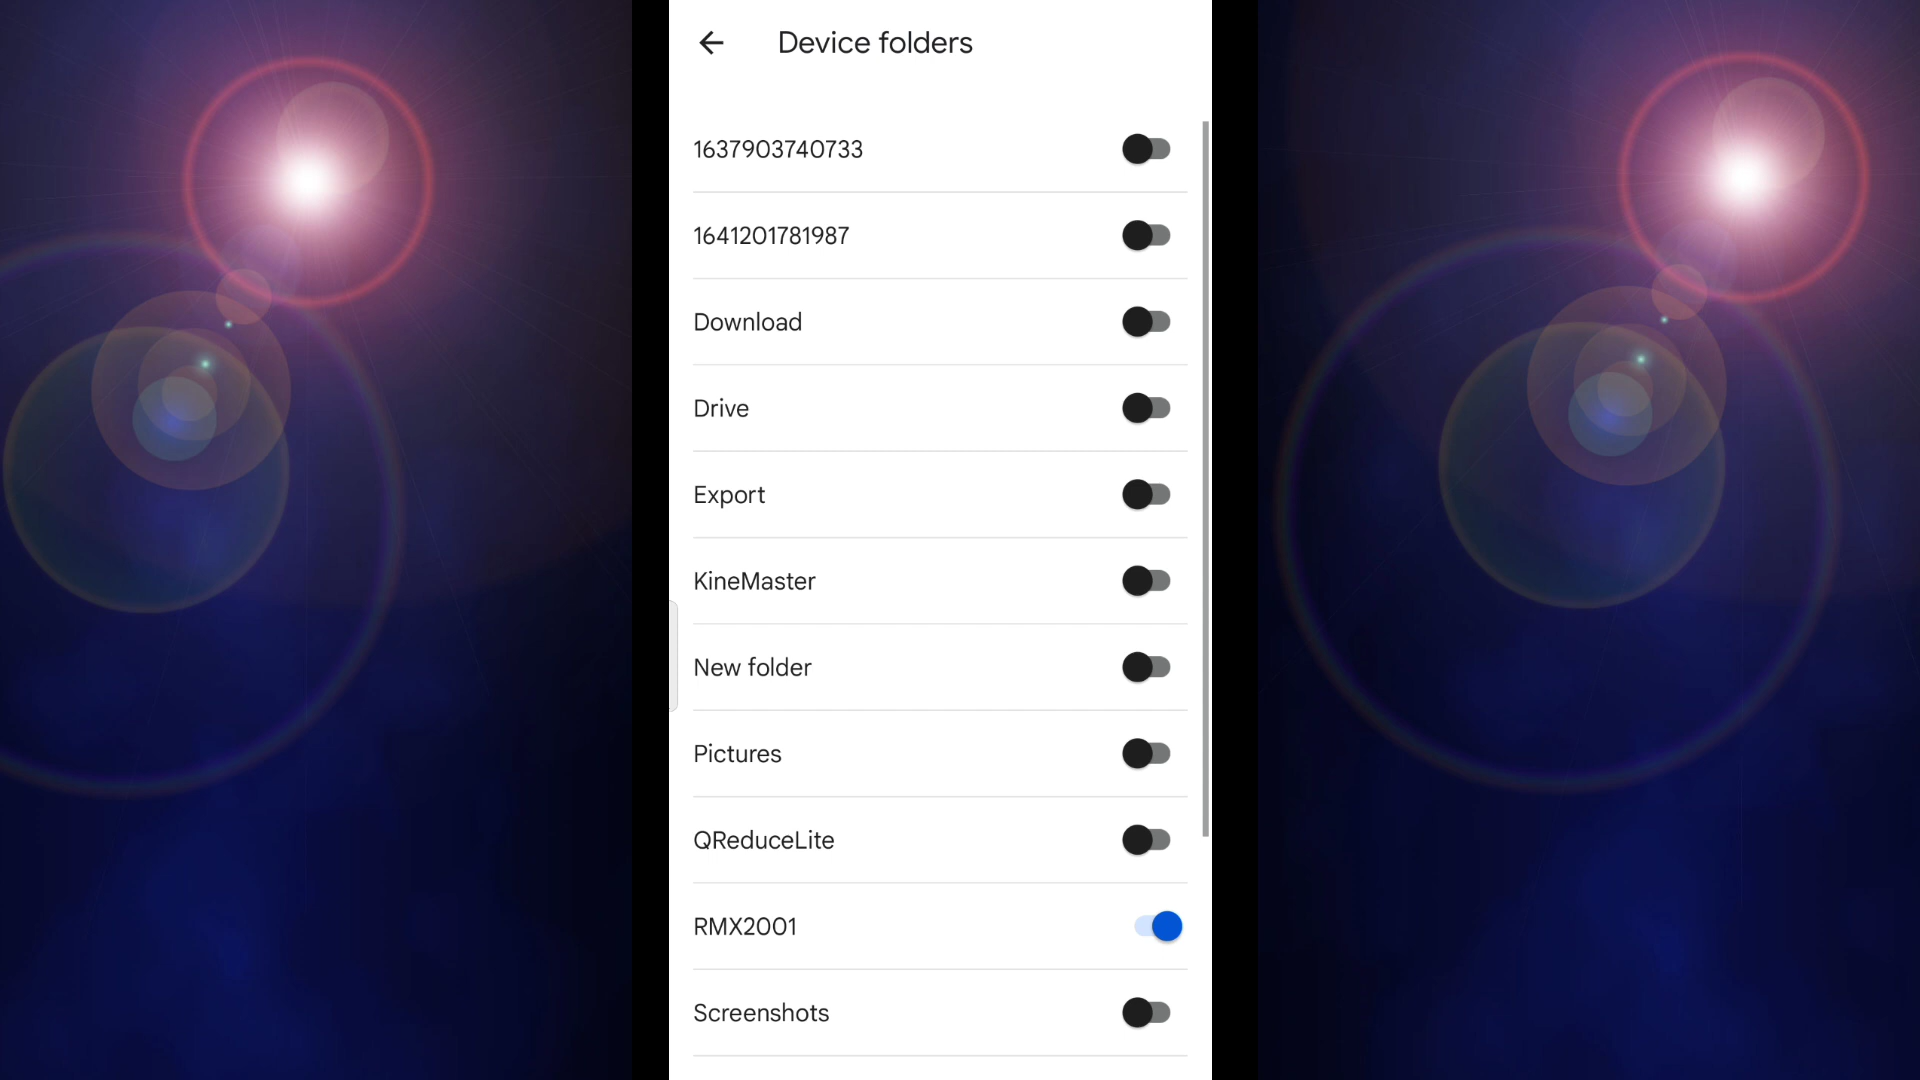 Device folders
1637903740733
1641201781987
Download
Drive
Export
KineMaster
New folder
Pictures
QReduceLite
RMX2001
Screenshots